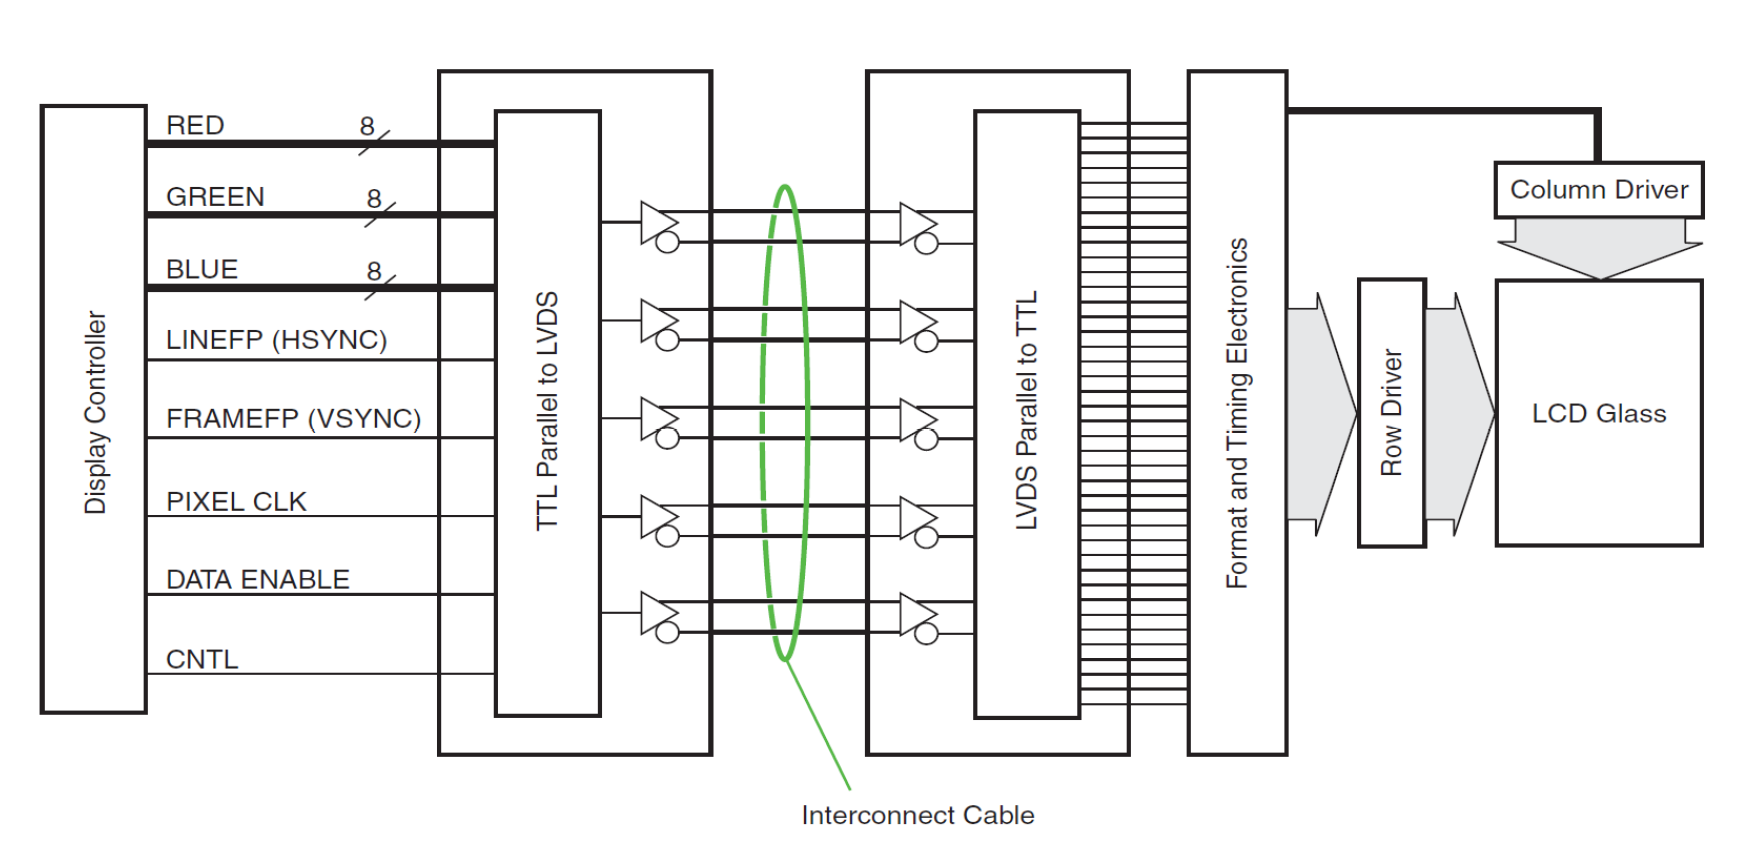 RED
8
GREEN
8
BLUE
8
LINEFP (HSYNC)
FRAMEFP (VSYNC)
PIXEL CLK
DATA ENABLE
CNTL
Display Controller
TTL Parallel to LVDS
LVDS Parallel to TTL
Format and Timing Electronics
Row Driver
Column Driver
LCD Glass
Interconnect Cable